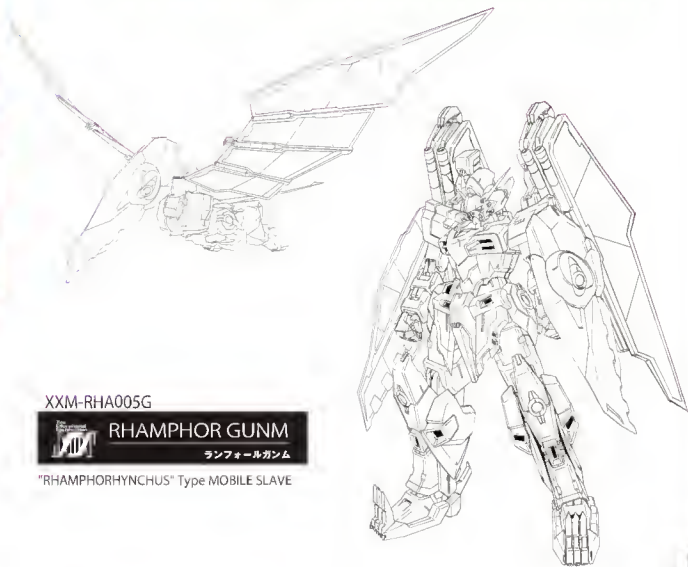 XXM-RHA005G
RHAMPHOR GUNM
ランフォールガンム
"RHAMPHORHYNCHUS" Type MOBILE SLAVE